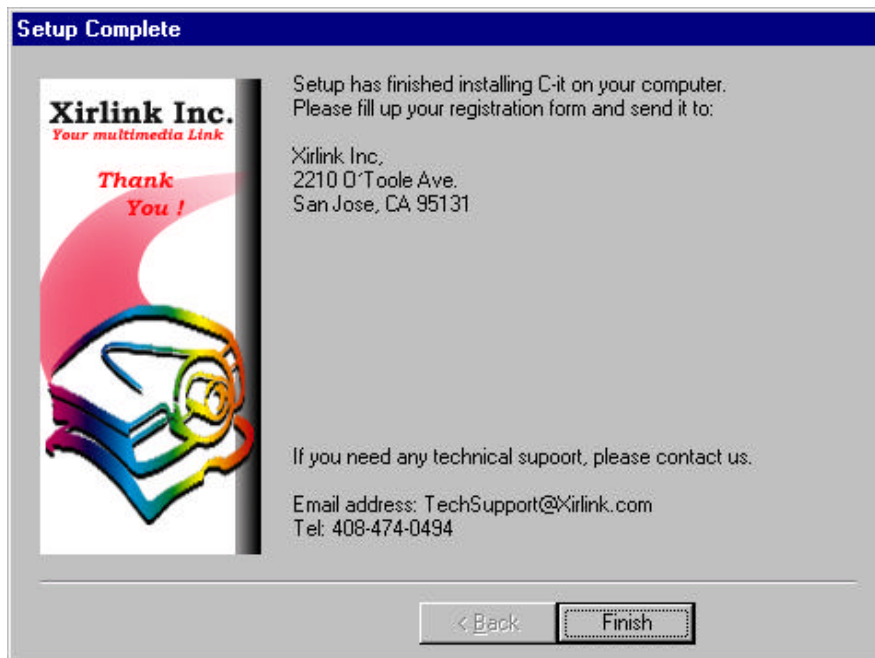 Setup Complete
Xirlink Inc.
Your multimedia Link
Thank
You !
Setup has finished installing C-it on your computer.
Please fill up your registration form and send it to:
Xirlink Inc,
2210 O´Toole Ave.
San Jose, CA 95131
If you need any technical supoort, please contact us.
Email address: TechSupport@Xirlink.com
Tel: 408-474-0494
< Back
Finish